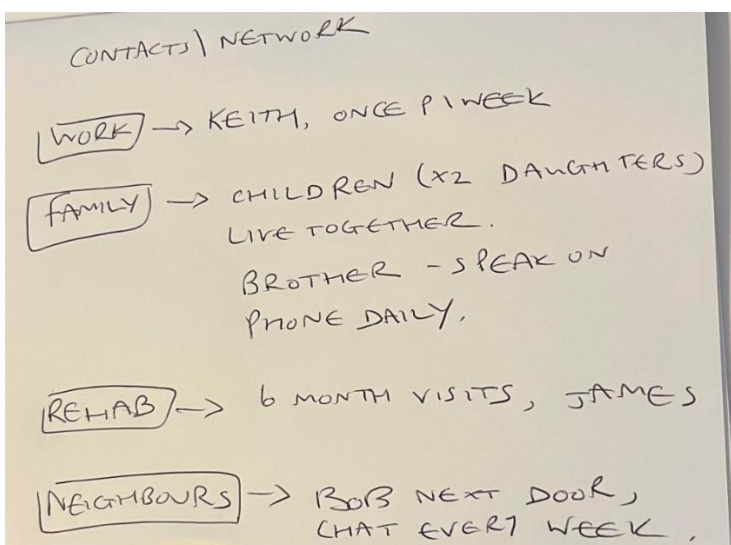 CONTACTS\ NETWORK
WORK → KEITH, ONCE P/WEEK
FAMILY → CHILDREN (x2 DAUGHTERS)
LIVE TOGETHER.
BROTHER - SPEAK ON
PHONE DAILY.
REHAB → 6 MONTH VISITS, JAMES
NEIGHBOURS → BOB NEXT DOOR,
CHAT EVERY WEEK.